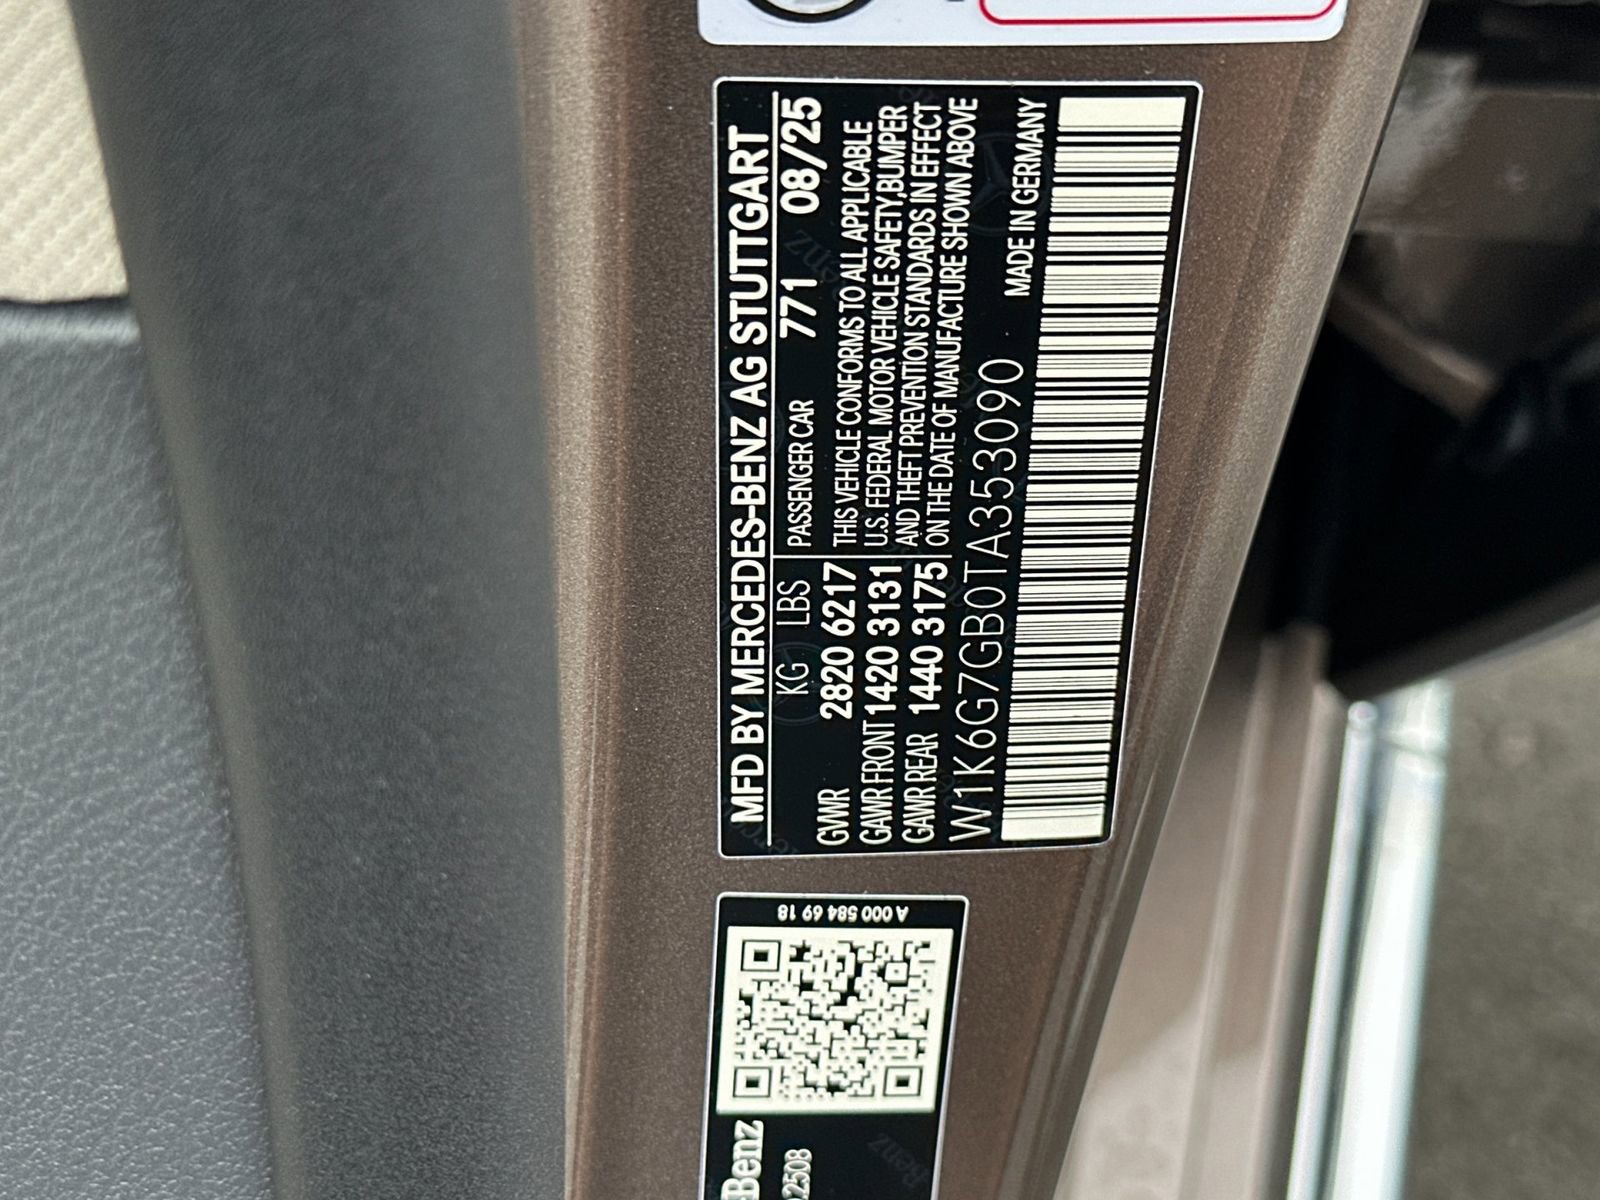 MFD BY MERCEDES-BENZ AG STUTTGART
KG LBS PASSENGER CAR 771 08/25
GVWR 2820 6217
GAWR FRONT 1420 3131
GAWR REAR 1440 3175
THIS VEHICLE CONFORMS TO ALL APPLICABLE
U.S. FEDERAL MOTOR VEHICLE SAFETY,BUMPER
AND THEFT PREVENTION STANDARDS IN EFFECT
ON THE DATE OF MANUFACTURE SHOWN ABOVE
W1K6G7GB0TA353090
MADE IN GERMANY
A 000 584 69 18
Benz
2508